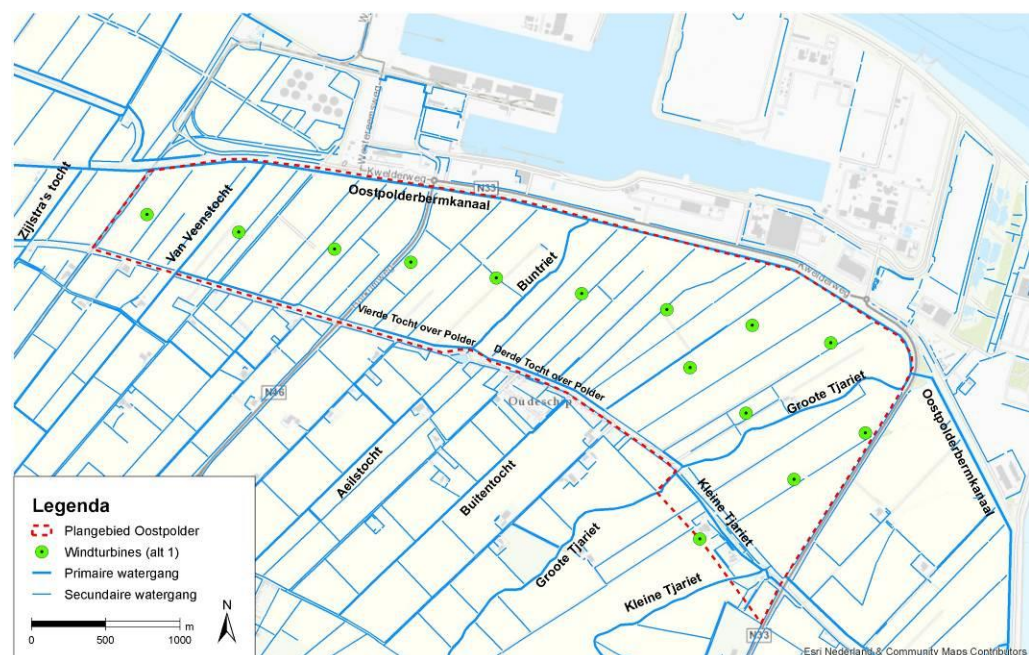 Westereemsweg
Kwelderweg
N33
Oostpolderbermkanaal
Zijlstra's tocht
Van Veenstocht
Buntriet
Kwelderweg
Vierde Tocht over Polder
Derde Tocht over Polder
N46
Oudeschip
Groote Tjariet
Oostpolderbermkanaal
Aeilstocht
Buitentocht
Kleine Tjariet
Groote Tjariet
Kleine Tjariet
N33
Legenda
Plangebied Oostpolder
Windturbines (alt 1)
Primaire watergang
Secundaire watergang
0 500 1000 m
N
Esri Nederland & Community Maps Contributors